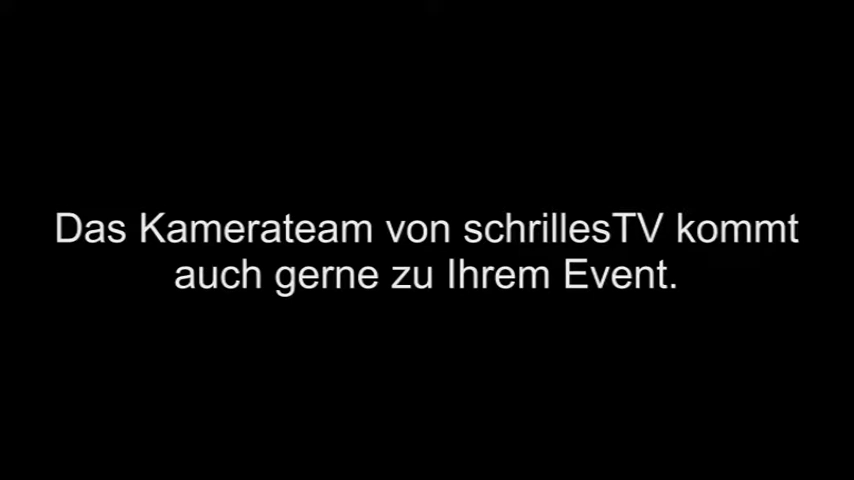 Das Kamerateam von schrillesTV kommt
auch gerne zu Ihrem Event.